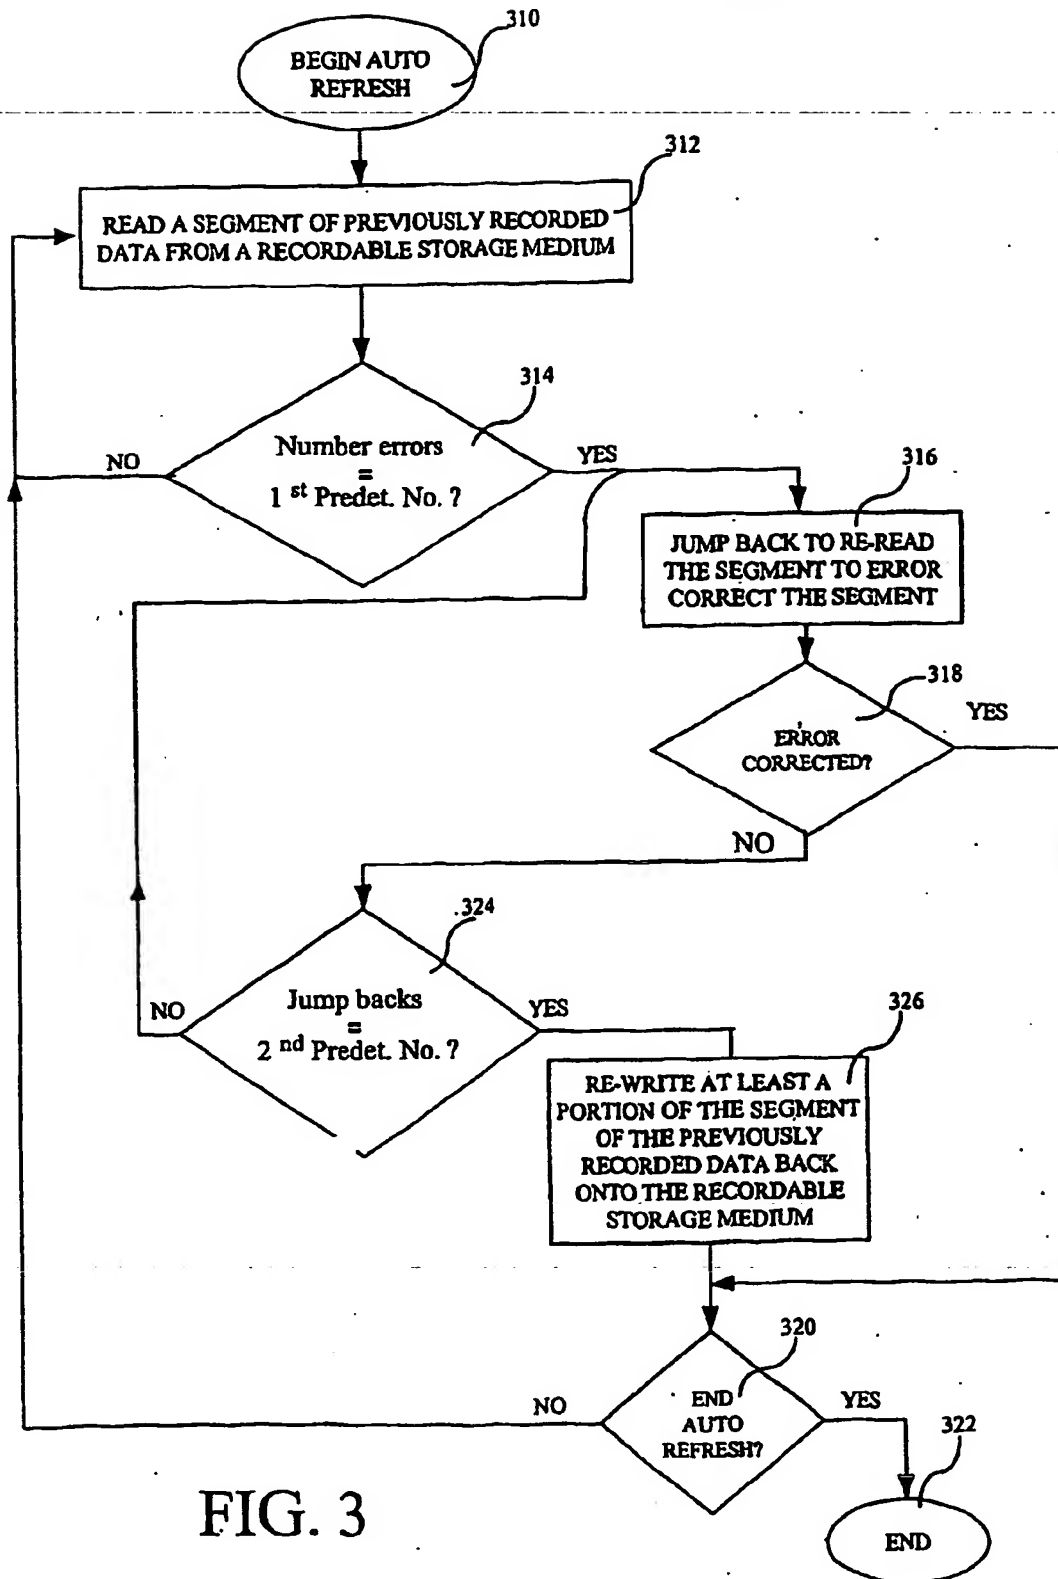 310
BEGIN AUTO
REFRESH
312
READ A SEGMENT OF PREVIOUSLY RECORDED
DATA FROM A RECORDABLE STORAGE MEDIUM
314
Number errors
=
1 st Predet. No. ?
NO
YES
316
JUMP BACK TO RE-READ
THE SEGMENT TO ERROR
CORRECT THE SEGMENT
318
ERROR
CORRECTED?
YES
NO
324
Jump backs
=
2 nd Predet. No. ?
NO
YES
326
RE-WRITE AT LEAST A
PORTION OF THE SEGMENT
OF THE PREVIOUSLY
RECORDED DATA BACK
ONTO THE RECORDABLE
STORAGE MEDIUM
320
END
AUTO
REFRESH?
NO
YES
322
END
FIG. 3